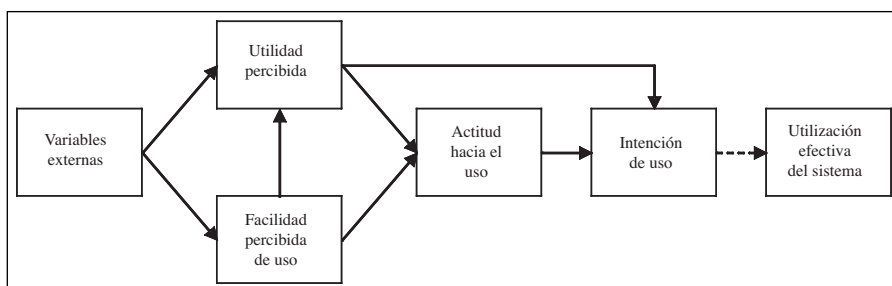 Utilidad
percibida
Variables
externas
Facilidad
percibida
de uso
Actitud
hacia el
uso
Intención
de uso
Utilización
efectiva
del sistema